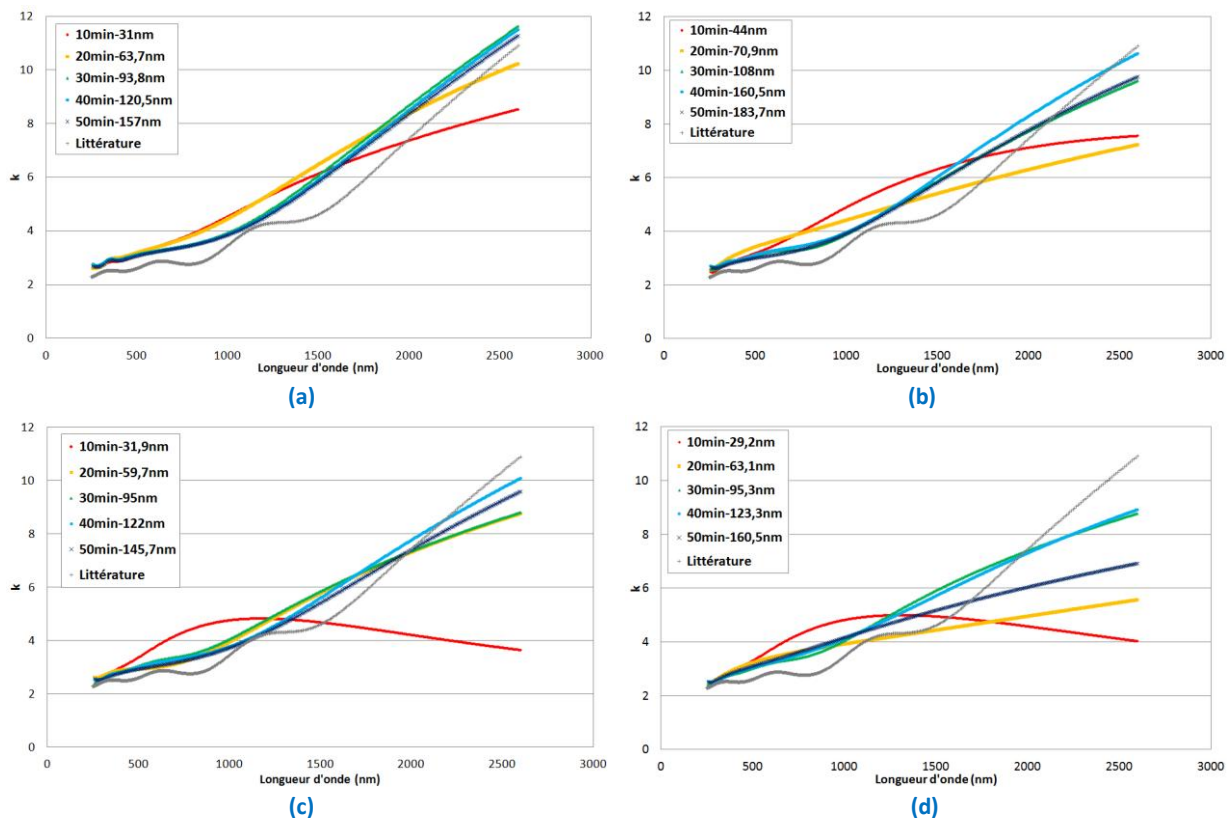 12
10
8
6
4
2
0
k
10min-31nm
20min-63,7nm
30min-93,8nm
40min-120,5nm
50min-157nm
Littérature
0 500 1000 1500 2000 2500 3000
Longueur d'onde (nm)
(a)
12
10
8
6
4
2
0
k
10min-44nm
20min-70,9nm
30min-108nm
40min-160,5nm
50min-183,7nm
Littérature
0 500 1000 1500 2000 2500 3000
Longueur d'onde (nm)
(b)
12
10
8
6
4
2
0
k
10min-31,9nm
20min-59,7nm
30min-95nm
40min-122nm
50min-145,7nm
Littérature
0 500 1000 1500 2000 2500 3000
Longueur d'onde (nm)
(c)
12
10
8
6
4
2
0
k
10min-29,2nm
20min-63,1nm
30min-95,3nm
40min-123,3nm
50min-160,5nm
Littérature
0 500 1000 1500 2000 2500 3000
Longueur d'onde (nm)
(d)